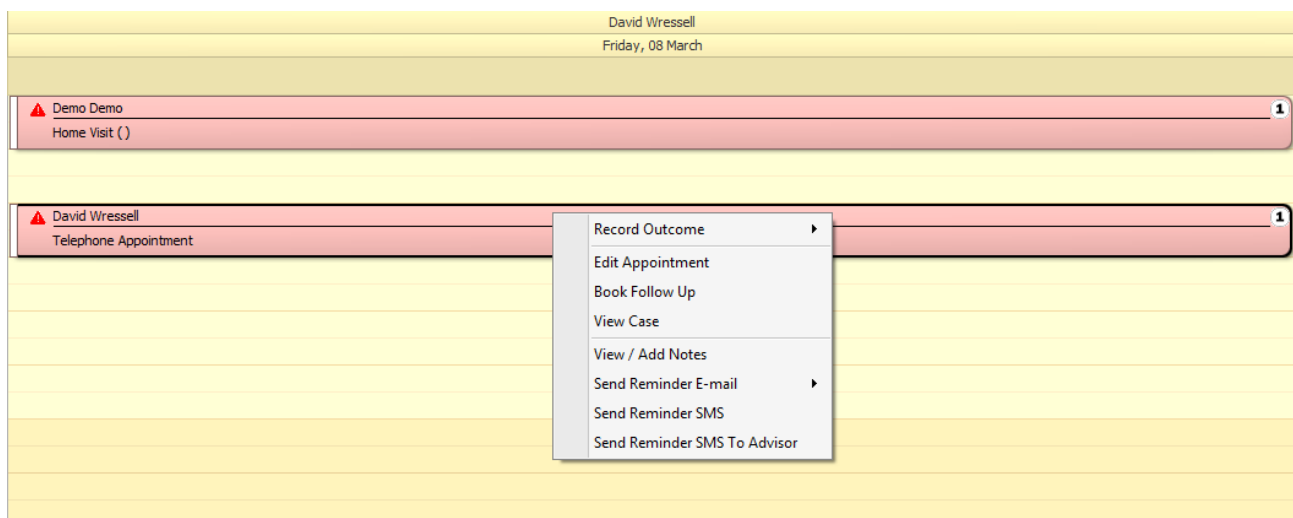 David Wressell
Friday, 08 March
Demo Demo
1
Home Visit ( )
David Wressell
1
Telephone Appointment
Record Outcome
Edit Appointment
Book Follow Up
View Case
View / Add Notes
Send Reminder E-mail
Send Reminder SMS
Send Reminder SMS To Advisor